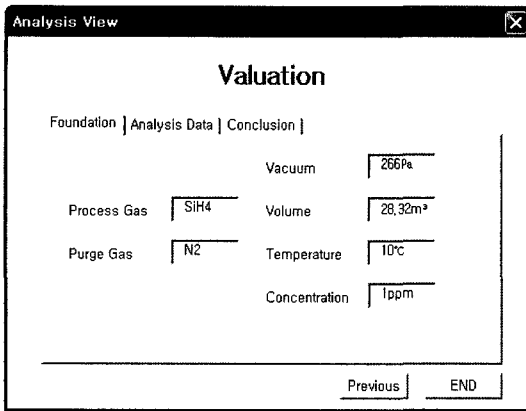 Analysis View
Valuation
Foundation | Analysis Data | Conclusion |
Vacuum 266Pa
Process Gas SiH4 Volume 28,32m³
Purge Gas N2 Temperature 10℃
Concentration 1ppm
Previous END